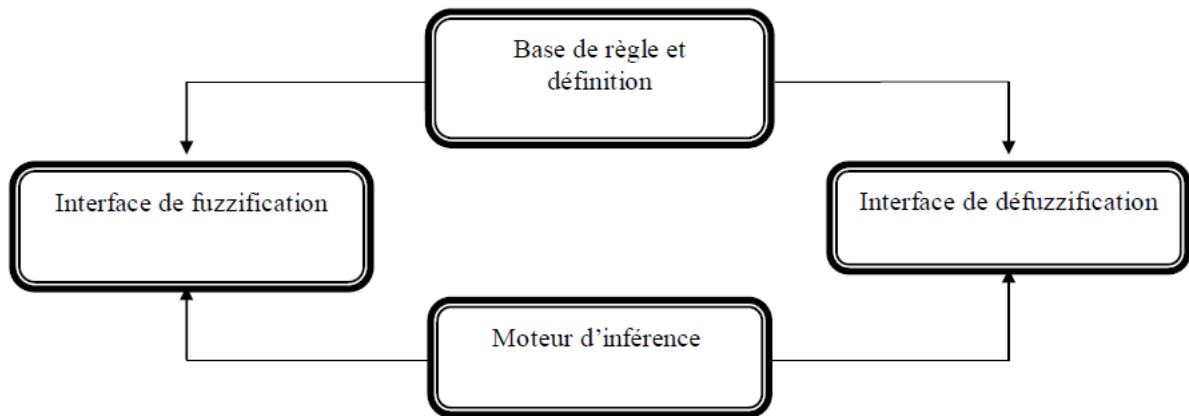 Base de règle et
définition
Interface de fuzzification
Interface de défuzzification
Moteur d’inférence